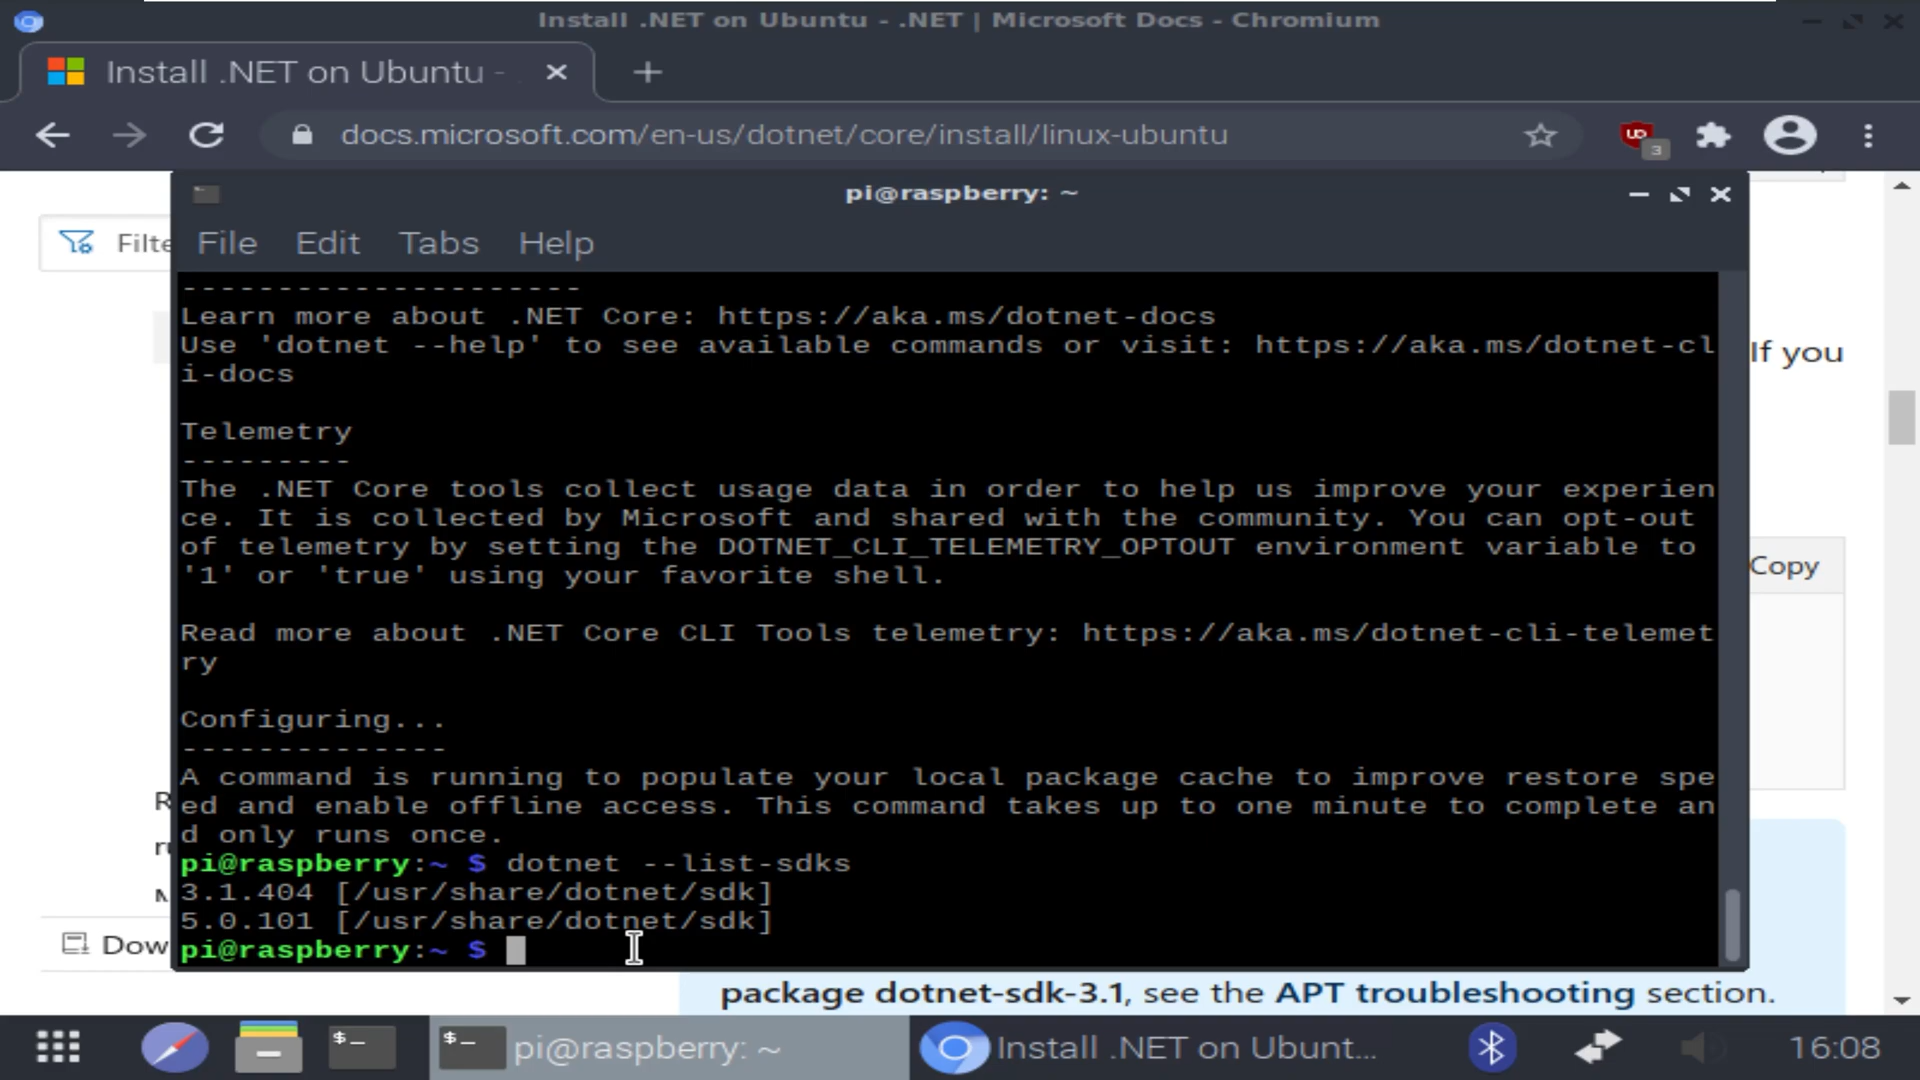 Install .NET on Ubuntu - .NET | Microsoft Docs - Chromium
Install .NET on Ubuntu -
docs.microsoft.com/en-us/dotnet/core/install/linux-ubuntu
3
pi@raspberry: ~
File Edit Tabs Help
Filte
If you
Copy
---------------------
Learn more about .NET Core: https://aka.ms/dotnet-docs
Use 'dotnet --help' to see available commands or visit: https://aka.ms/dotnet-cl
i-docs
Telemetry
---------
The .NET Core tools collect usage data in order to help us improve your experien
ce. It is collected by Microsoft and shared with the community. You can opt-out
of telemetry by setting the DOTNET_CLI_TELEMETRY_OPTOUT environment variable to
'1' or 'true' using your favorite shell.
Read more about .NET Core CLI Tools telemetry: https://aka.ms/dotnet-cli-telemet
ry
Configuring...
--------------
A command is running to populate your local package cache to improve restore spe
ed and enable offline access. This command takes up to one minute to complete an
d only runs once.
pi@raspberry:~ $ dotnet --list-sdks
3.1.404 [/usr/share/dotnet/sdk]
5.0.101 [/usr/share/dotnet/sdk]
pi@raspberry:~ $
Dow
package dotnet-sdk-3.1, see the APT troubleshooting section.
$_ $_ pi@raspberry: ~ Install .NET on Ubunt... 16:08